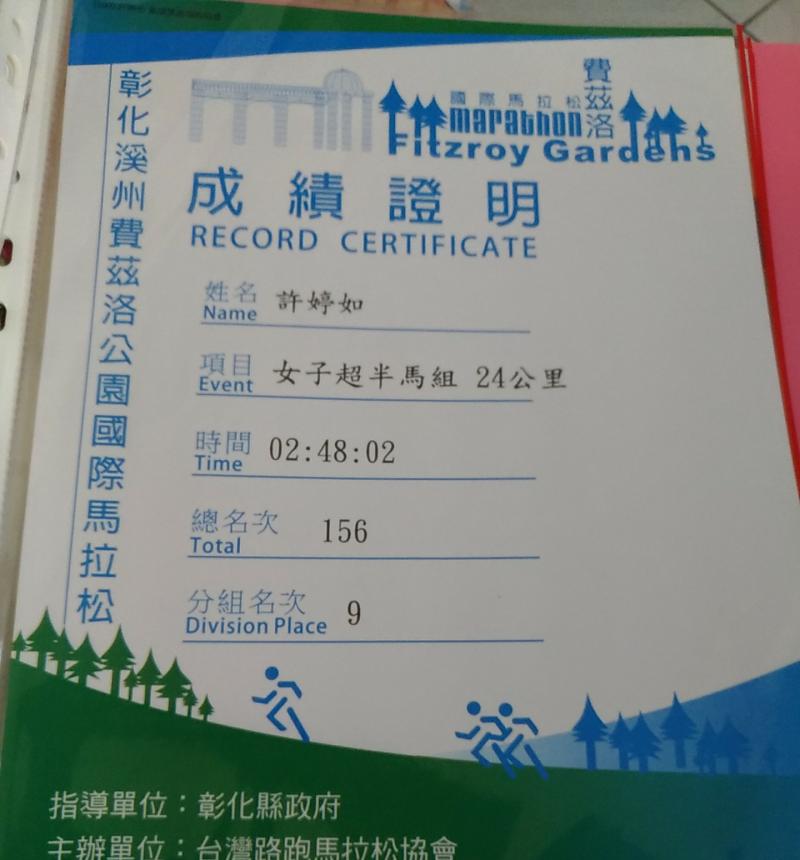 彰化溪州費茲洛公園國際馬拉松
費茲洛
國際馬拉松
marathon
Fitzroy Gardens
成績證明
RECORD CERTIFICATE
姓名 許婷如
Name
項目 女子超半馬組 24公里
Event
時間 02:48:02
Time
總名次 156
Total
分組名次 9
Division Place
指導單位：彰化縣政府
主辦單位：台灣路跑馬拉松協會